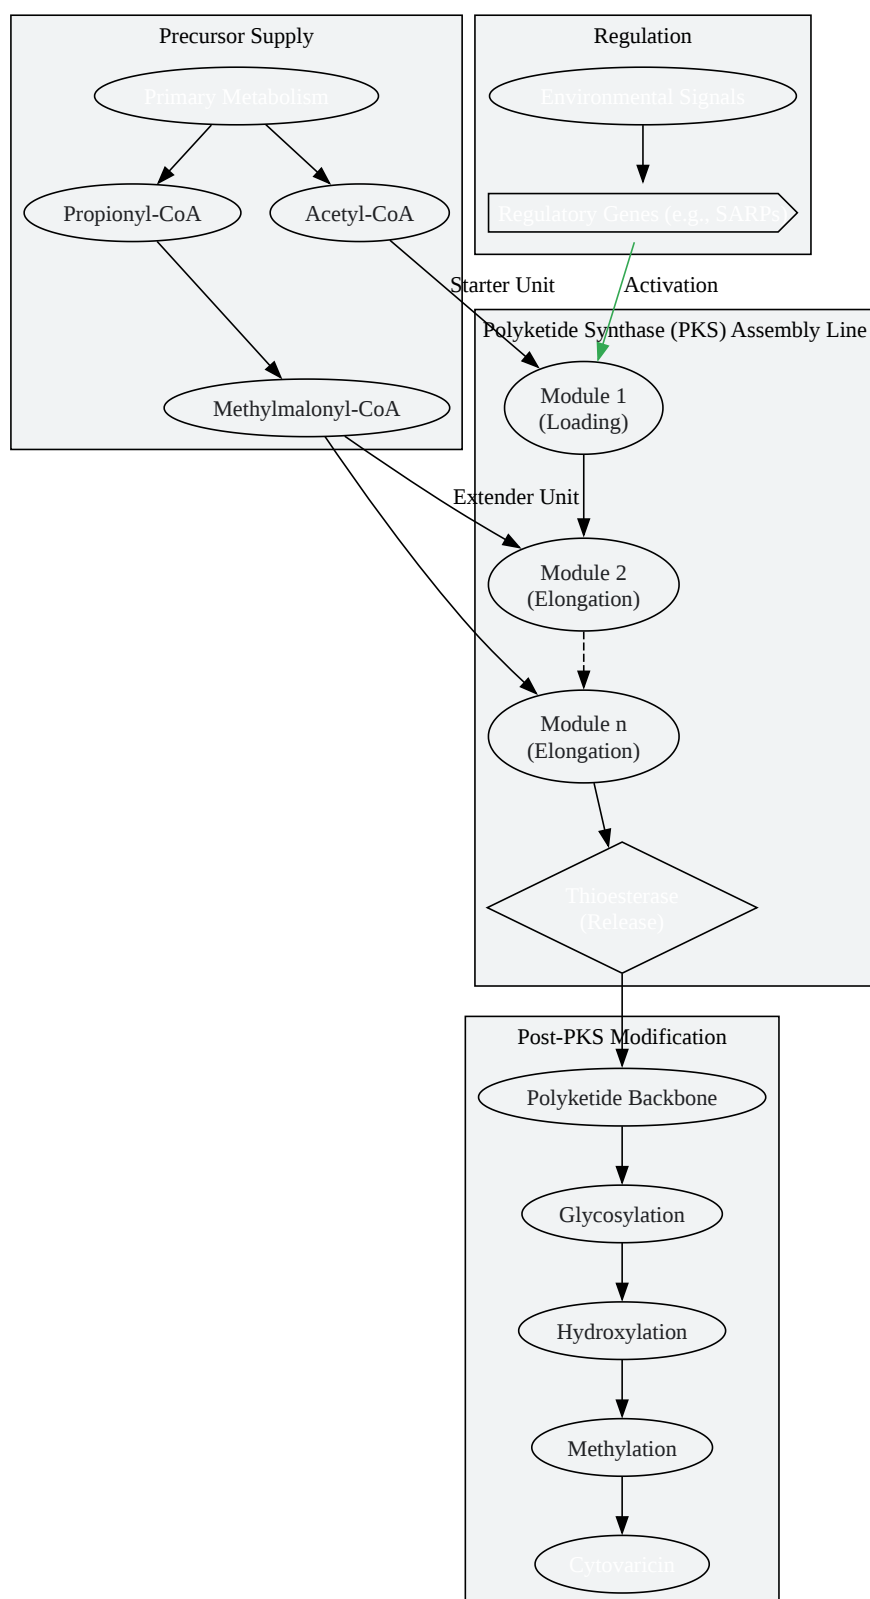 Precursor Supply
Primary Metabolism
Propionyl-CoA
Acetyl-CoA
Methylmalonyl-CoA
Regulation
Environmental Signals
Regulatory Genes (e.g., SARPs)
Starter Unit
Activation
Polyketide Synthase (PKS) Assembly Line
Module 1
(Loading)
Extender Unit
Module 2
(Elongation)
Module n
(Elongation)
Thioesterase
(Release)
Post-PKS Modification
Polyketide Backbone
Glycosylation
Hydroxylation
Methylation
Cytovaricin